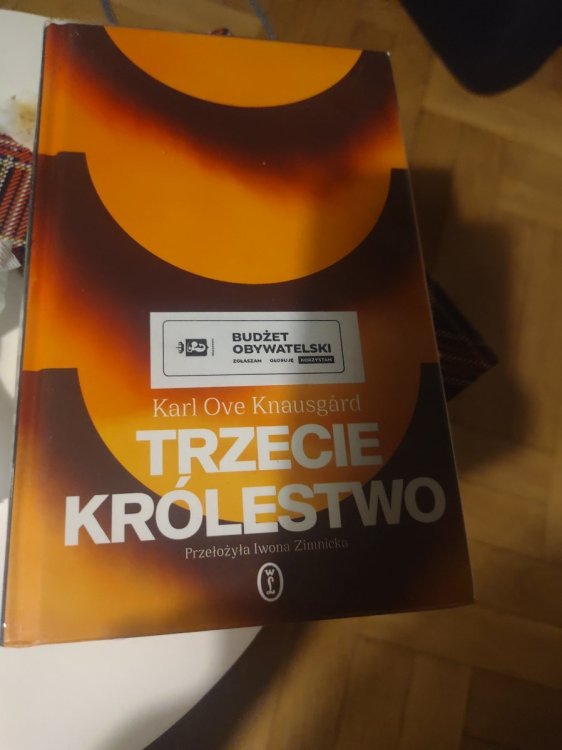 BUDŻET
OBYWATELSKI
ZGŁASZAM GŁOSUJĘ KORZYSTAM
Karl Ove Knausgård
TRZECIE
KRÓLESTWO
Przełożyła Iwona Zimnicka